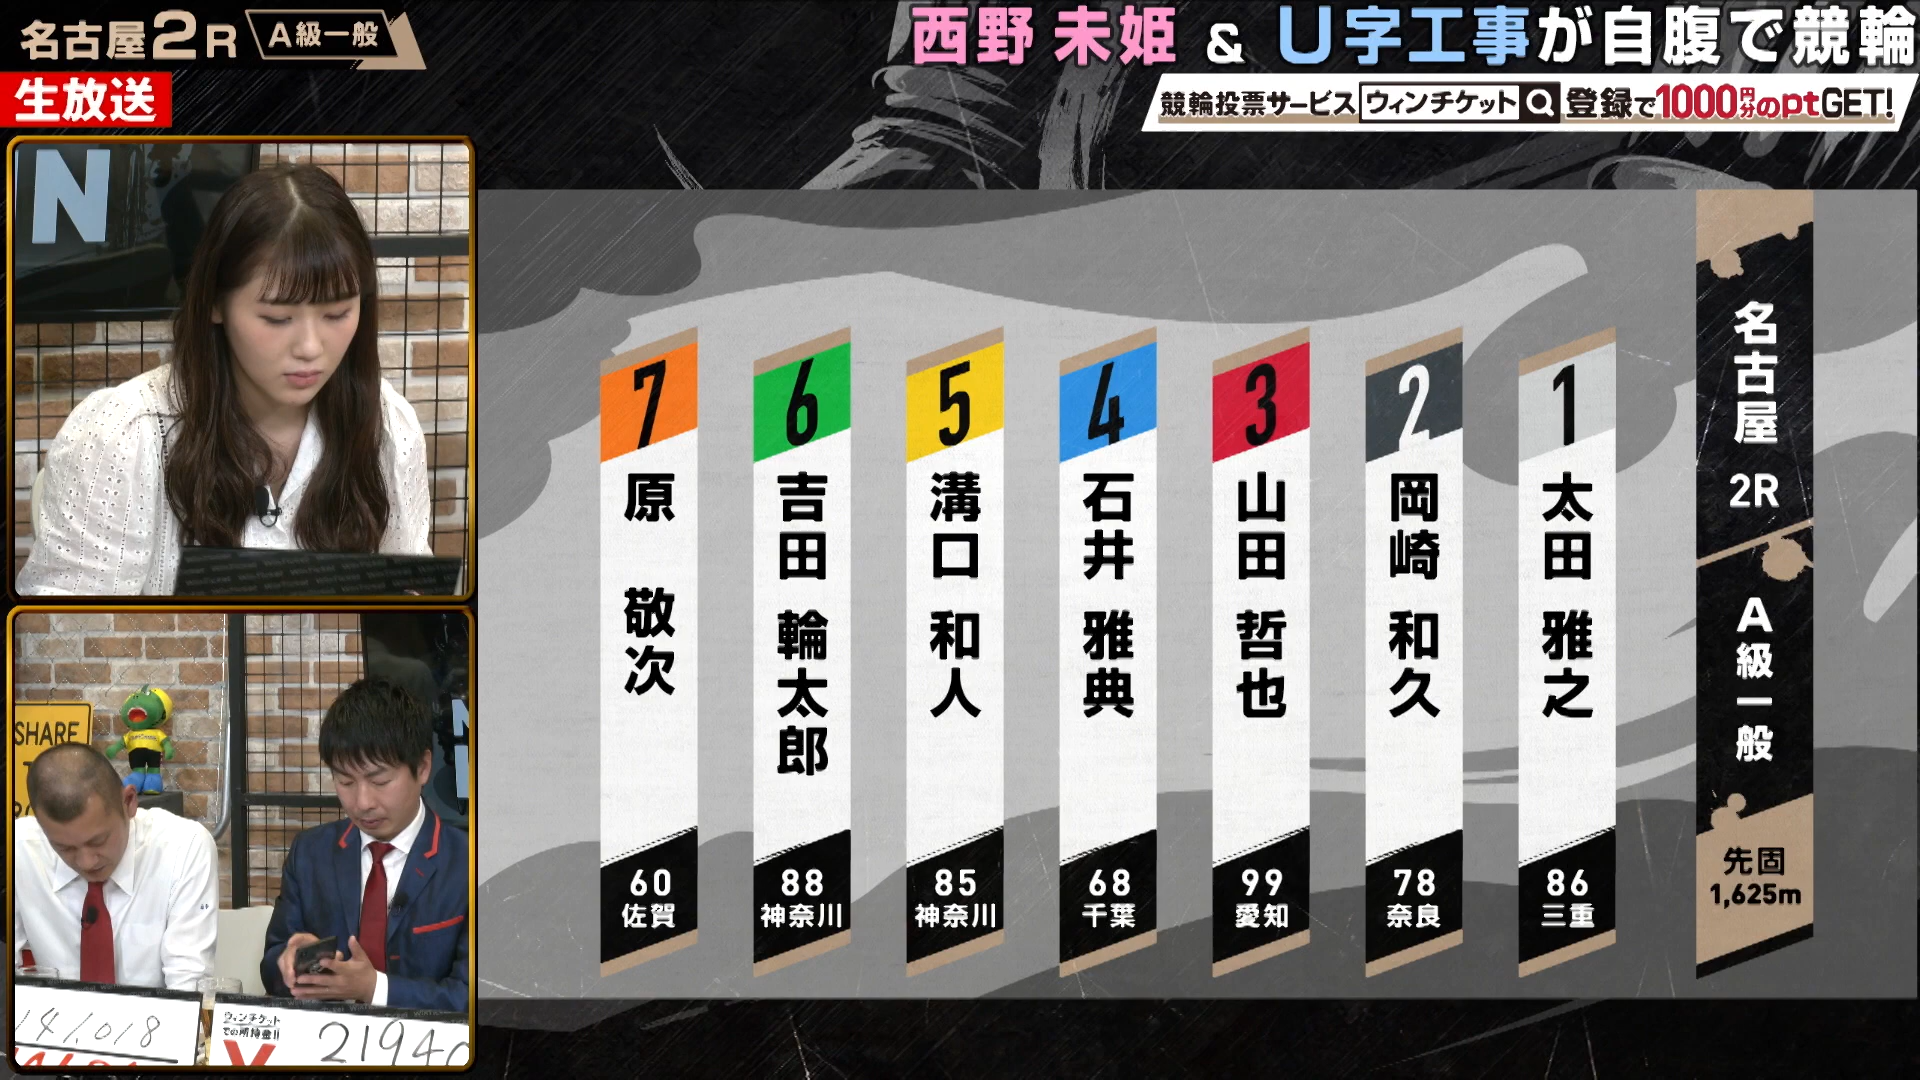 名古屋2R A級一般
生放送
西野 未姫 & U字工事が自腹で競輪
競輪投票サービス ウィンチケット 登録で1000円分のptGET!
N
名古屋 2R
A級一般
先固
1,625m
1 太田 雅之 86 三重
2 岡崎 和久 78 奈良
3 山田 哲也 99 愛知
4 石井 雅典 68 千葉
5 溝口 和人 85 神奈川
6 吉田 輪太郎 88 神奈川
7 原 敬次 60 佐賀
SHARE
141,018
ウィンチケット
での所持金!!
21940